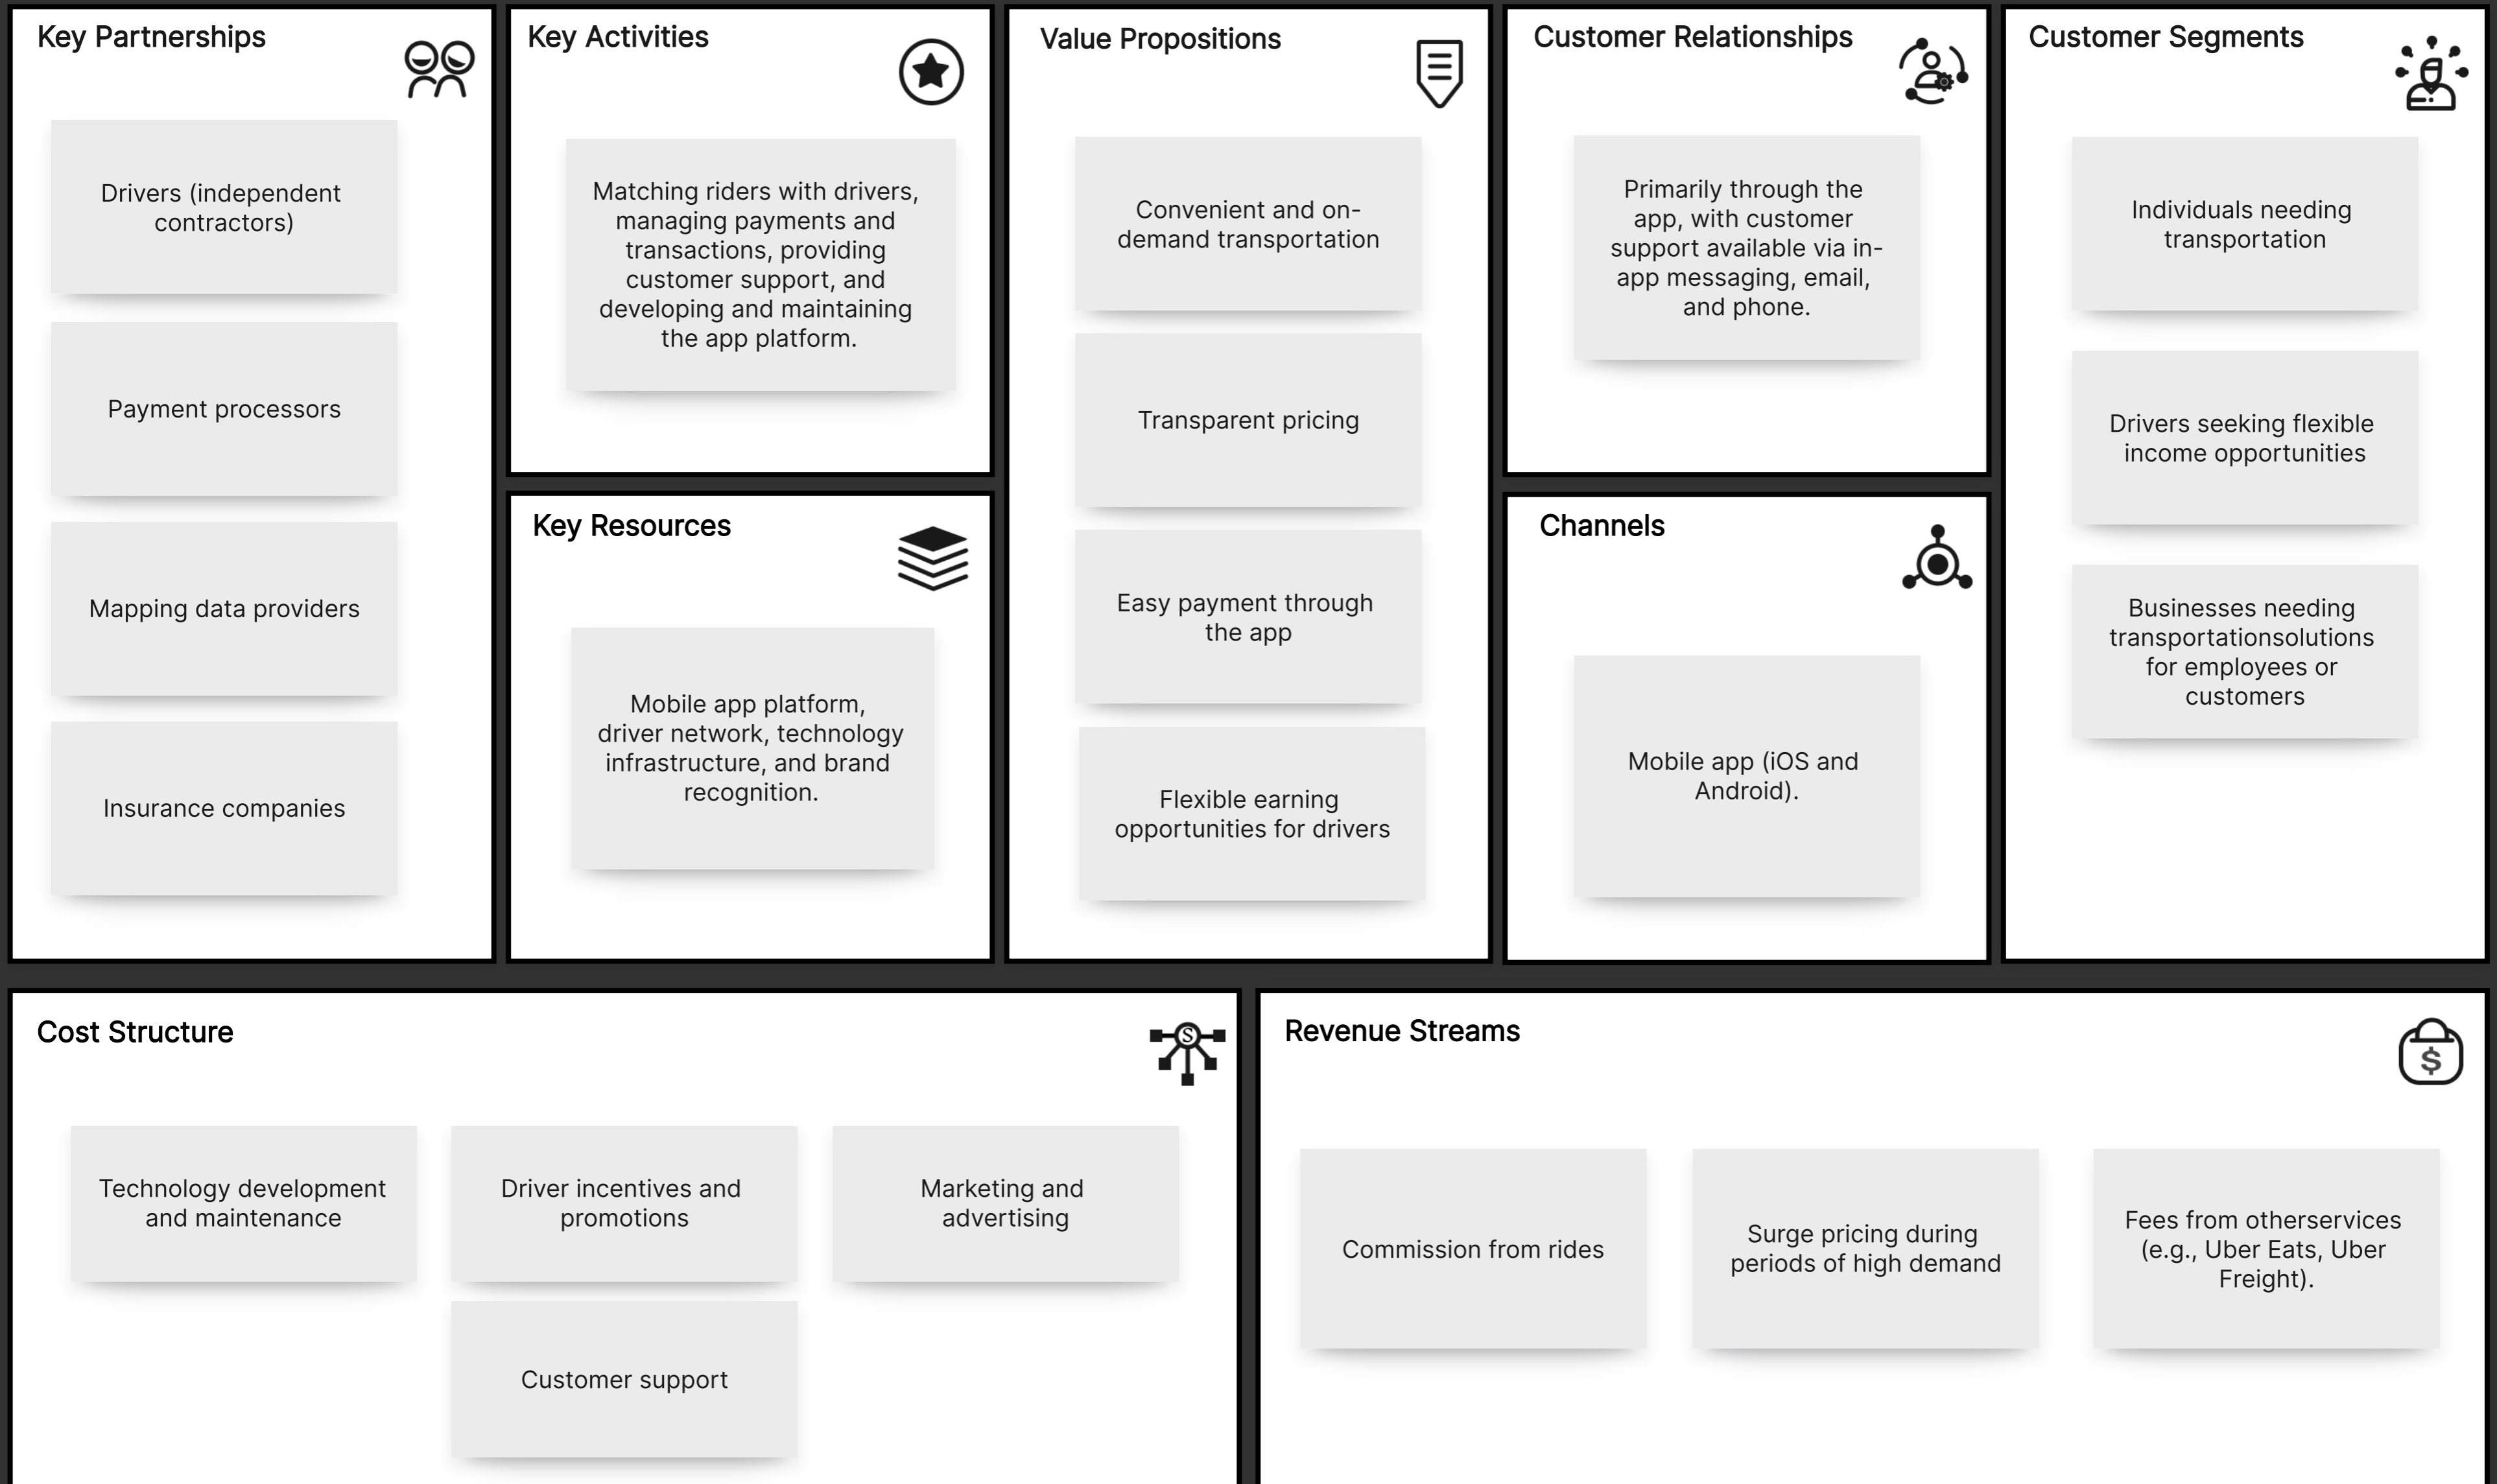 Key Partnerships
Drivers (independent
contractors)
Payment processors
Mapping data providers
Insurance companies
Key Activities
Matching riders with drivers,
managing payments and
transactions, providing
customer support, and
developing and maintaining
the app platform.
Key Resources
Mobile app platform,
driver network, technology
infrastructure, and brand
recognition.
Value Propositions
Convenient and on-
demand transportation
Transparent pricing
Easy payment through
the app
Flexible earning
opportunities for drivers
Customer Relationships
Primarily through the
app, with customer
support available via in-
app messaging, email,
and phone.
Channels
Mobile app (iOS and
Android).
Customer Segments
Individuals needing
transportation
Drivers seeking flexible
income opportunities
Businesses needing
transportationsolutions
for employees or
customers
Cost Structure
S
Technology development
and maintenance
Driver incentives and
promotions
Marketing and
advertising
Customer support
Revenue Streams
$
Commission from rides
Surge pricing during
periods of high demand
Fees from otherservices
(e.g., Uber Eats, Uber
Freight).